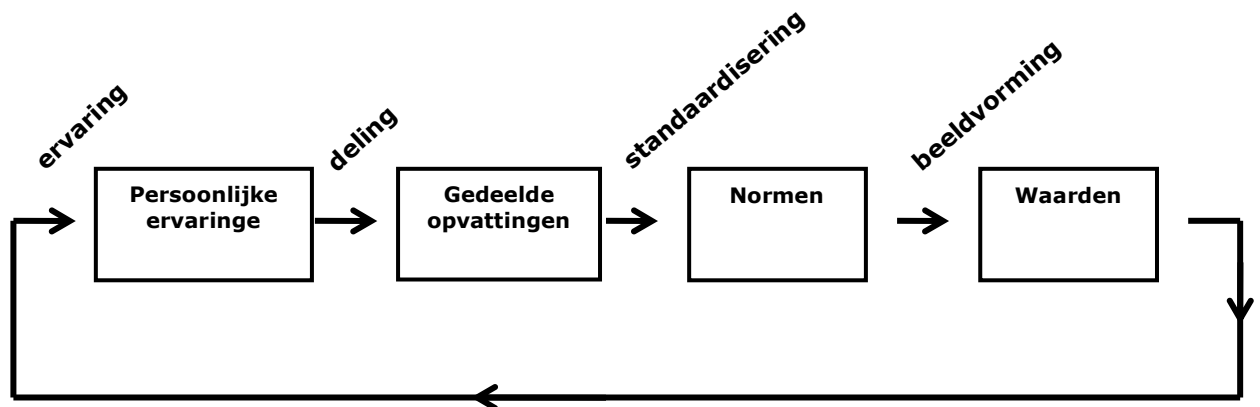 ervaring
deling
standaardisering
beeldvorming
Persoonlijke
ervaringe
Gedeelde
opvattingen
Normen
Waarden